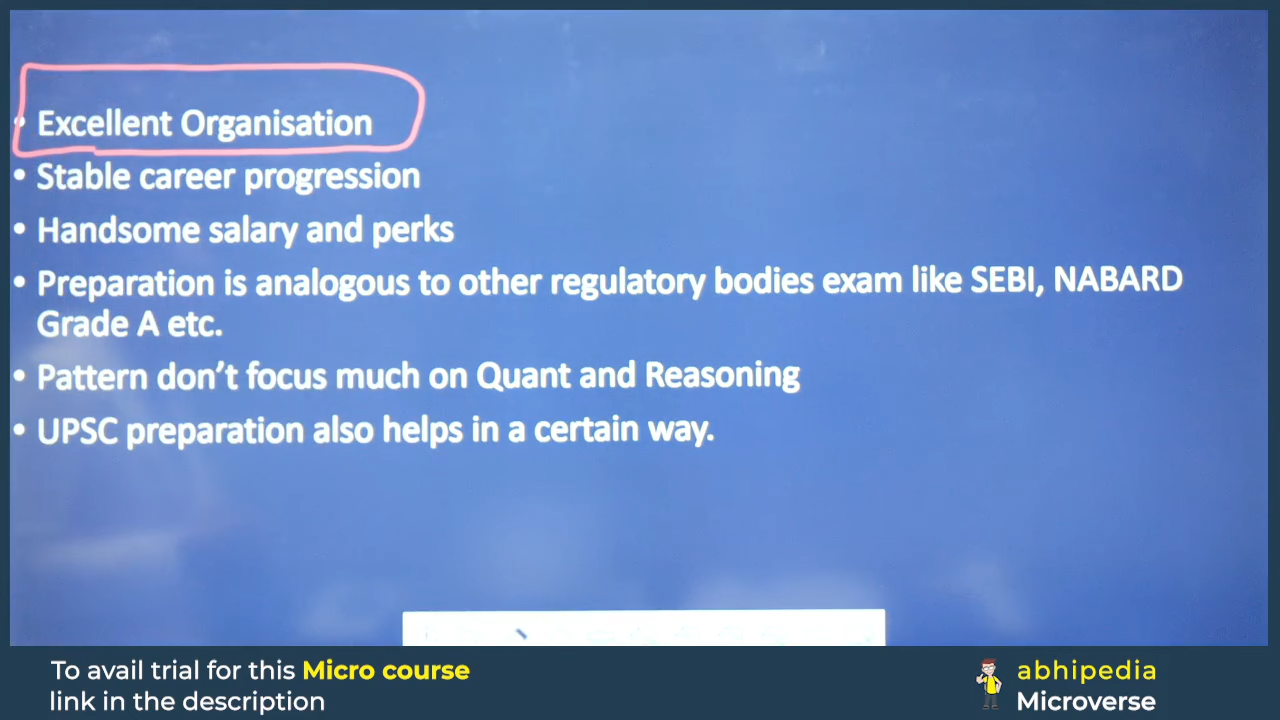 • Excellent Organisation
• Stable career progression
• Handsome salary and perks
• Preparation is analogous to other regulatory bodies exam like SEBI, NABARD
Grade A etc.
• Pattern don't focus much on Quant and Reasoning
• UPSC preparation also helps in a certain way.
To avail trial for this Micro course
link in the description
abhipedia
Microverse